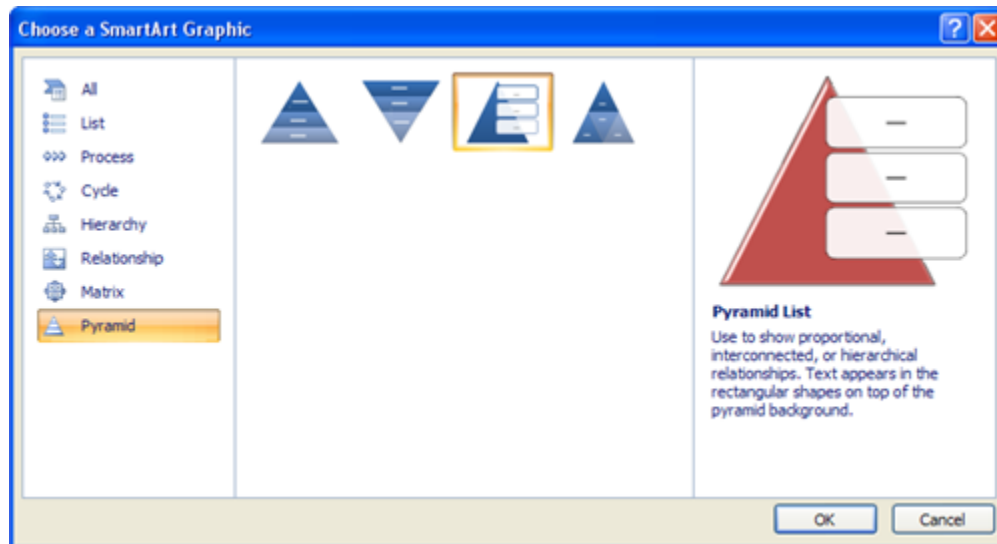 Choose a SmartArt Graphic
All
List
Process
Cycle
Hierarchy
Relationship
Matrix
Pyramid
Pyramid List
Use to show proportional,
interconnected, or hierarchical
relationships. Text appears in the
rectangular shapes on top of the
pyramid background.
OK
Cancel